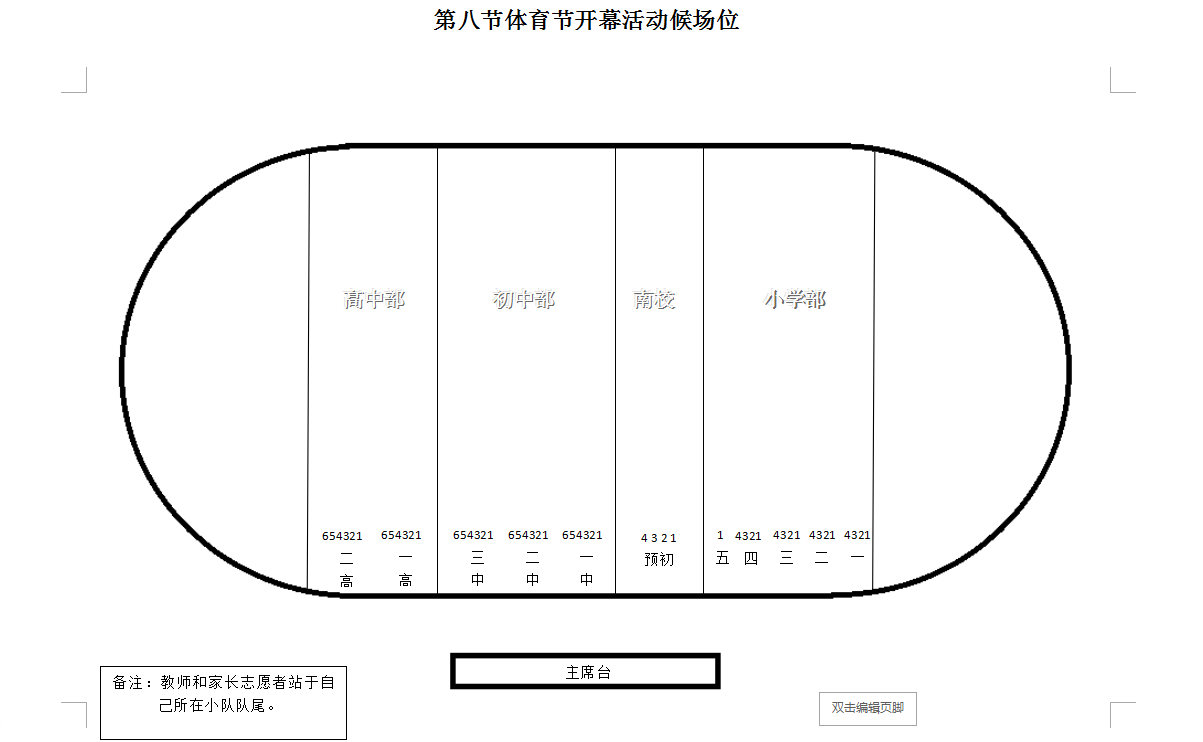 第八节体育节开幕活动候场位
高中部 初中部 南校 小学部
654321 654321 654321 654321 654321 4 3 2 1 1 4321 4321 4321 4321
二 一 三 二 一 预初 五 四 三 二 一
高 高 中 中 中
主席台
备注：教师和家长志愿者站于自
己所在小队队尾。
双击编辑页脚